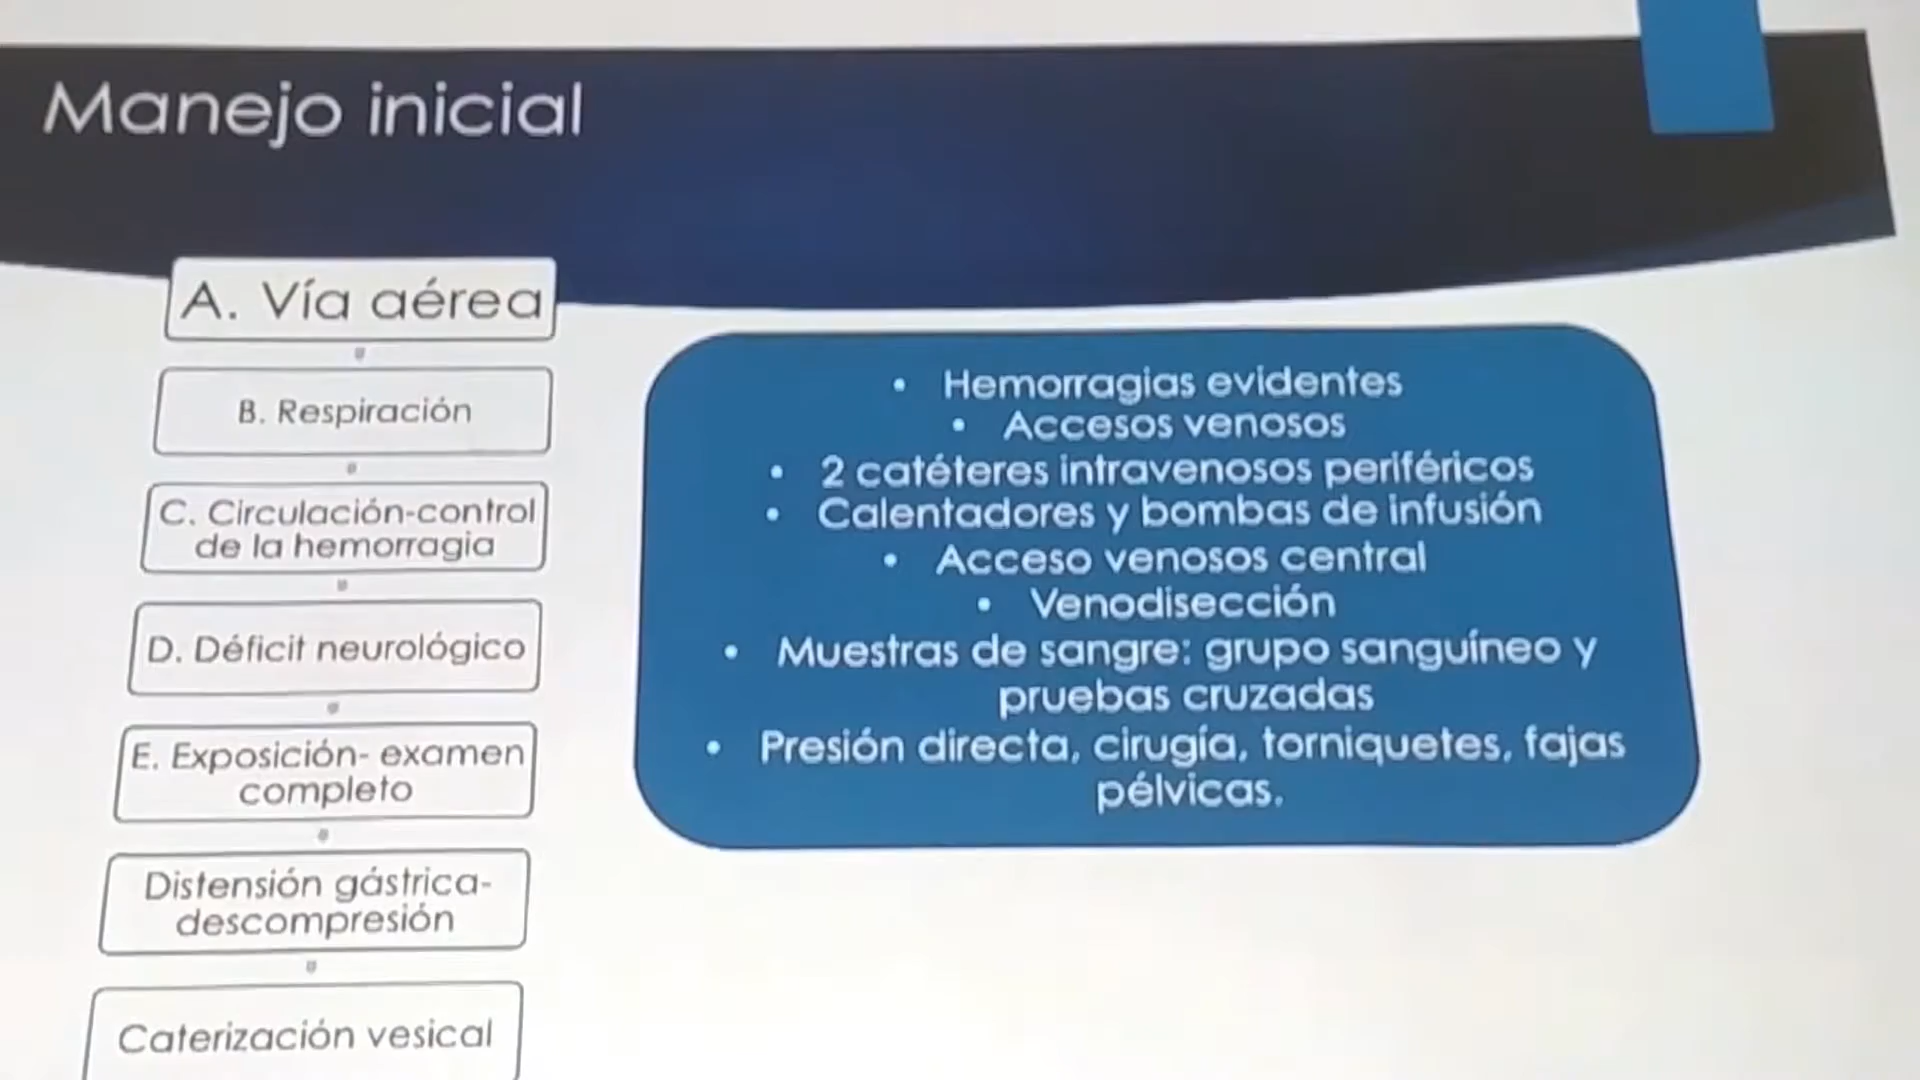 Manejo inicial
A. Vía aérea
B. Respiración
C. Circulación-control
de la hemorragia
D. Déficit neurológico
E. Exposición- examen
completo
Distensión gástrica-
descompresión
Caterización vesical
• Hemorragias evidentes
• Accesos venosos
• 2 catéteres intravenosos periféricos
• Calentadores y bombas de infusión
• Acceso venosos central
• Venodisección
• Muestras de sangre: grupo sanguíneo y
pruebas cruzadas
• Presión directa, cirugía, torniquetes, fajas
pélvicas.